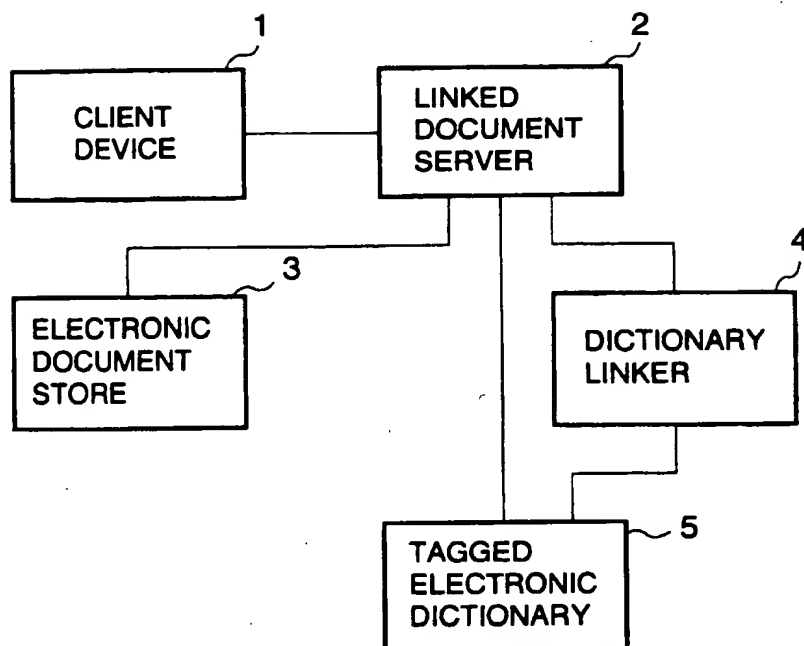 1
CLIENT
DEVICE
2
LINKED
DOCUMENT
SERVER
3
ELECTRONIC
DOCUMENT
STORE
4
DICTIONARY
LINKER
5
TAGGED
ELECTRONIC
DICTIONARY